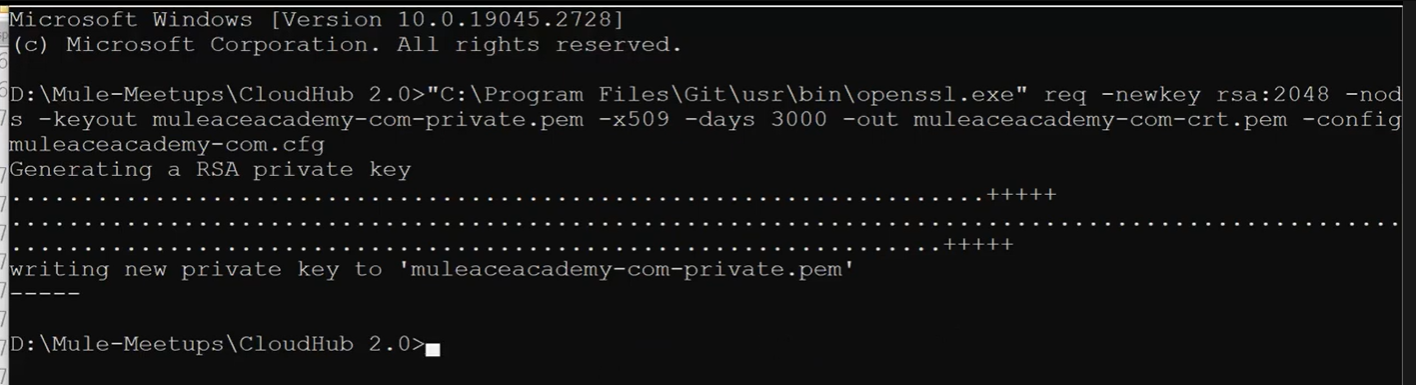 Microsoft Windows [Version 10.0.19045.2728]
(c) Microsoft Corporation. All rights reserved.
D:\Mule-Meetups\CloudHub 2.0>"C:\Program Files\Git\usr\bin\openssl.exe" req -newkey rsa:2048 -nod
s -keyout muleaceacademy-com-private.pem -x509 -days 3000 -out muleaceacademy-com-crt.pem -config
muleaceacademy-com.cfg
Generating a RSA private key
....................................................................+++++
.................................................................................................
.................................................................+++++
writing new private key to 'muleaceacademy-com-private.pem'
-----
D:\Mule-Meetups\CloudHub 2.0>